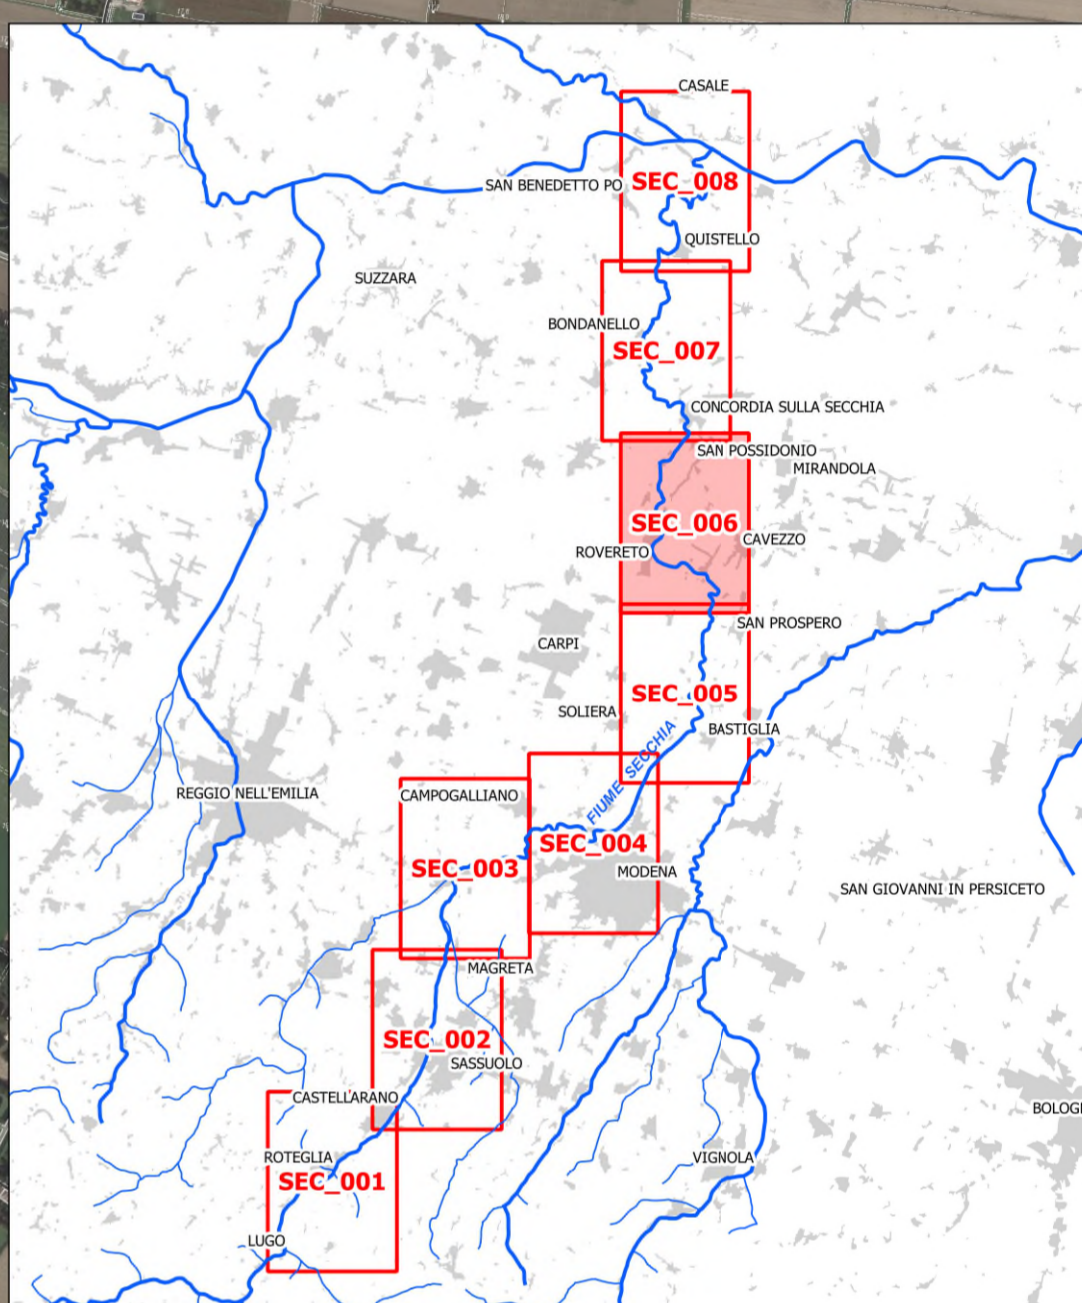 CASALE
SAN BENEDETTO PO
SEC_008
QUISTELLO
SUZZARA
BONDANELLO
SEC_007
CONCORDIA SULLA SECCHIA
SAN POSSIDONIO
MIRANDOLA
SEC_006
CAVEZZO
ROVERETO
SAN PROSPERO
CARPI
SEC_005
SOLIERA
BASTIGLIA
FIUME SECCHIA
REGGIO NELL'EMILIA
CAMPOGALLIANO
SEC_004
SEC_003
MODENA
SAN GIOVANNI IN PERSICETO
MAGRETA
SEC_002
SASSUOLO
CASTELLARANO
BOLOG
ROTEGLIA
VIGNOLA
SEC_001
LUGO